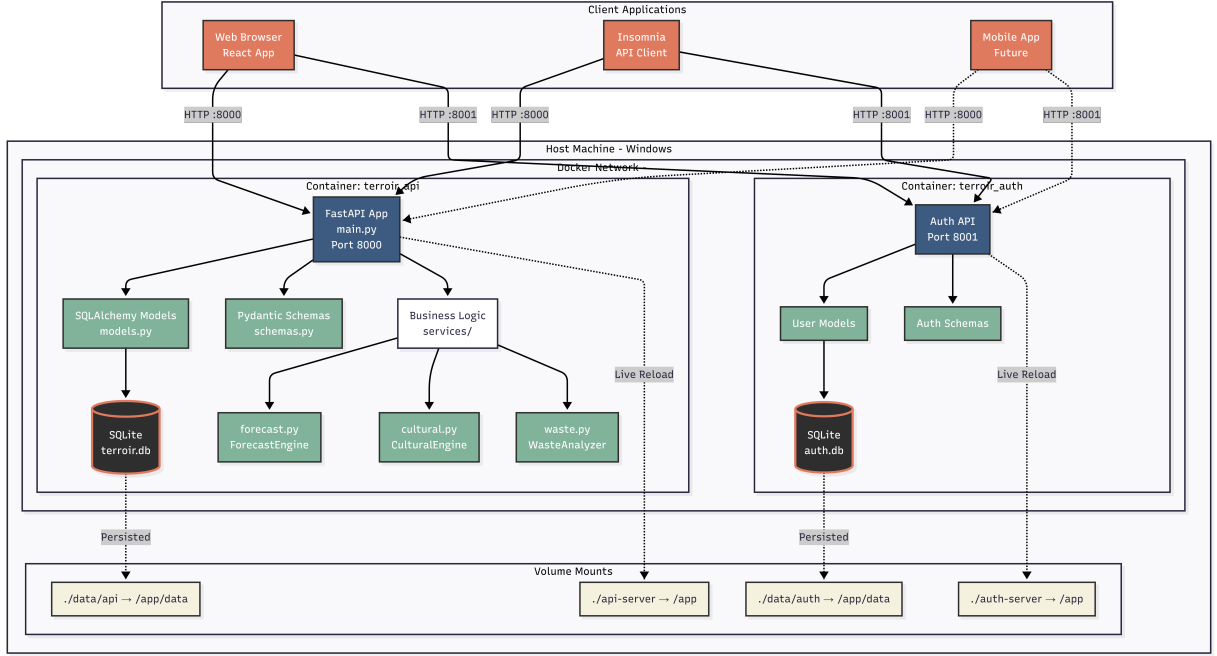 Client Applications
Web Browser
React App
Insomnia
API Client
Mobile App
Future
HTTP :8000
HTTP :8001
HTTP :8000
HTTP :8001
HTTP :8000
HTTP :8001
Host Machine - Windows
Docker Network
Container: terroir_api
Container: terroir_auth
FastAPI App
main.py
Port 8000
Auth API
Port 8001
SQLAlchemy Models
models.py
Pydantic Schemas
schemas.py
Business Logic
services/
User Models
Auth Schemas
Live Reload
Live Reload
SQLite
terroir.db
forecast.py
ForecastEngine
cultural.py
CulturalEngine
waste.py
WasteAnalyzer
SQLite
auth.db
Persisted
Persisted
Volume Mounts
./data/api → /app/data
./api-server → /app
./data/auth → /app/data
./auth-server → /app